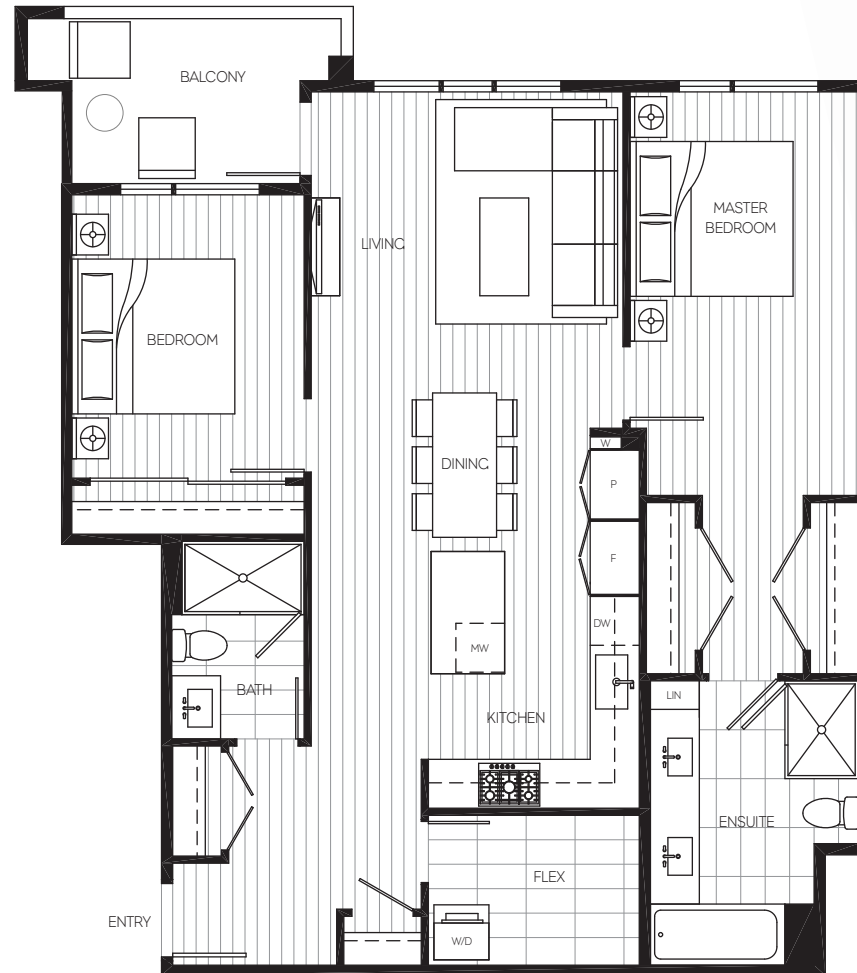 BALCONY
LIVING
MASTER
BEDROOM
BEDROOM
DINING
W
P
F
DW
MW
BATH
KITCHEN
LIN
ENSUITE
FLEX
ENTRY
W/D